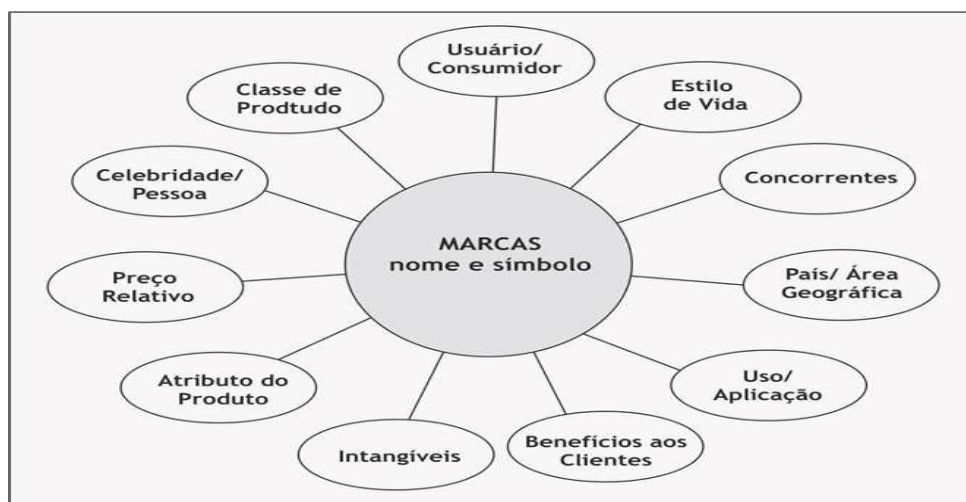 Usuário/
Consumidor
Estilo
de Vida
Concorrentes
País/ Área
Geográfica
Uso/
Aplicação
Benefícios aos
Clientes
Intangíveis
Atributo do
Produto
Preço
Relativo
Celebridade/
Pessoa
Classe de
Prodtudo
MARCAS
nome e símbolo